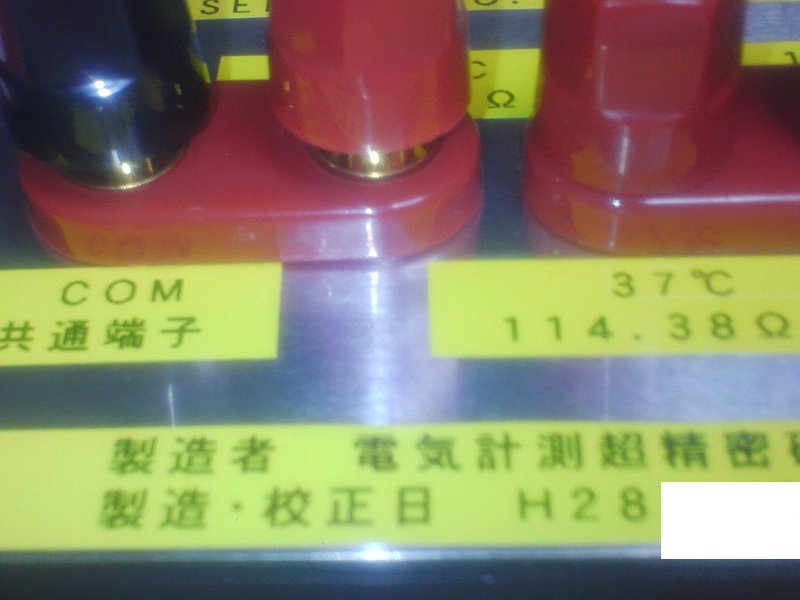 COM
共通端子
37℃
114.38Ω
製造者 電気計測超精密
製造・校正日 H28